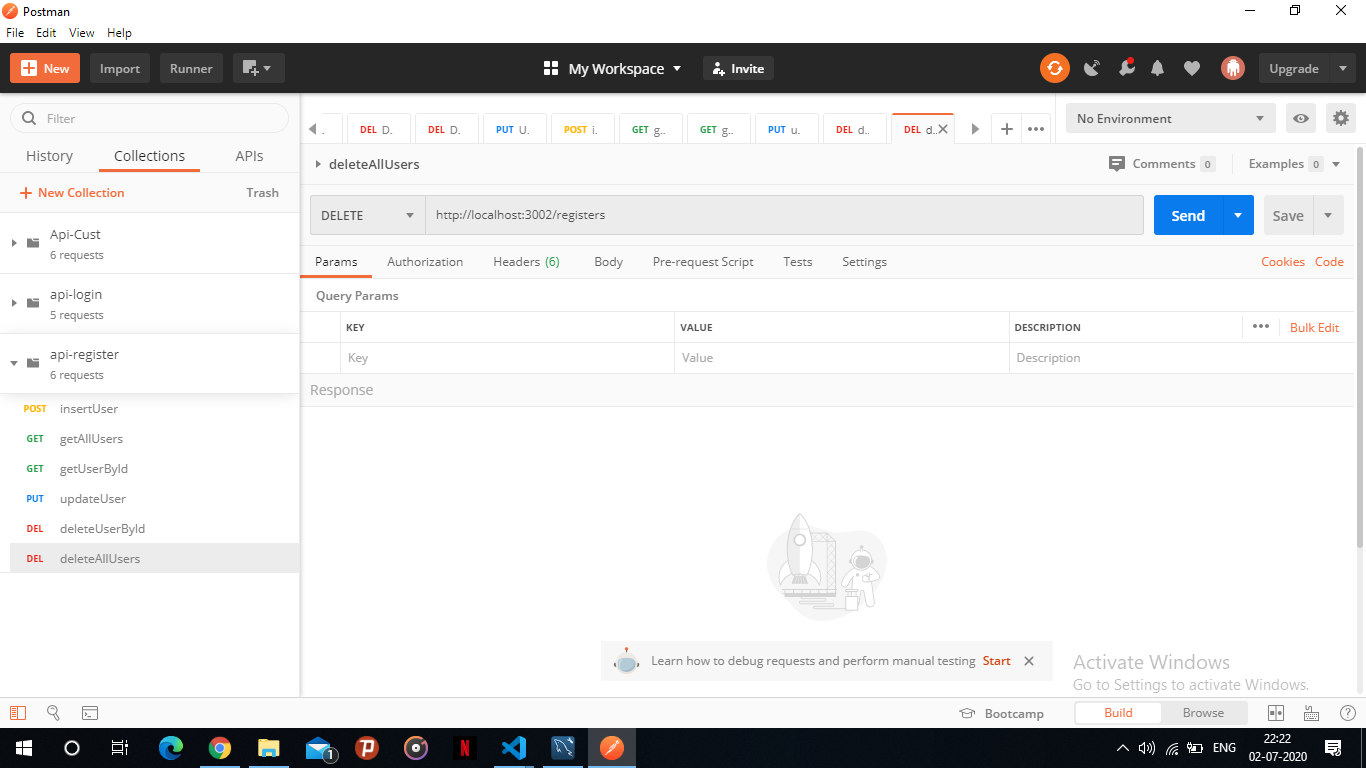 Postman
File Edit View Help
New Import Runner My Workspace Invite Upgrade
Filter
History Collections APIs
New Collection Trash
Api-Cust
6 requests
api-login
5 requests
api-register
6 requests
POST insertUser
GET getAllUsers
GET getUserById
PUT updateUser
DEL deleteUserById
DEL deleteAllUsers
. DEL D. DEL D. PUT U. POST i. GET g.. GET g.. PUT u. DEL d.. DEL d..
No Environment
deleteAllUsers Comments 0 Examples 0
DELETE http://localhost:3002/registers Send Save
Params Authorization Headers (6) Body Pre-request Script Tests Settings Cookies Code
Query Params
KEY VALUE DESCRIPTION Bulk Edit
Key Value Description
Response
Learn how to debug requests and perform manual testing Start
Activate Windows
Go to Settings to activate Windows.
Bootcamp Build Browse
1 N ENG 22:22
02-07-2020